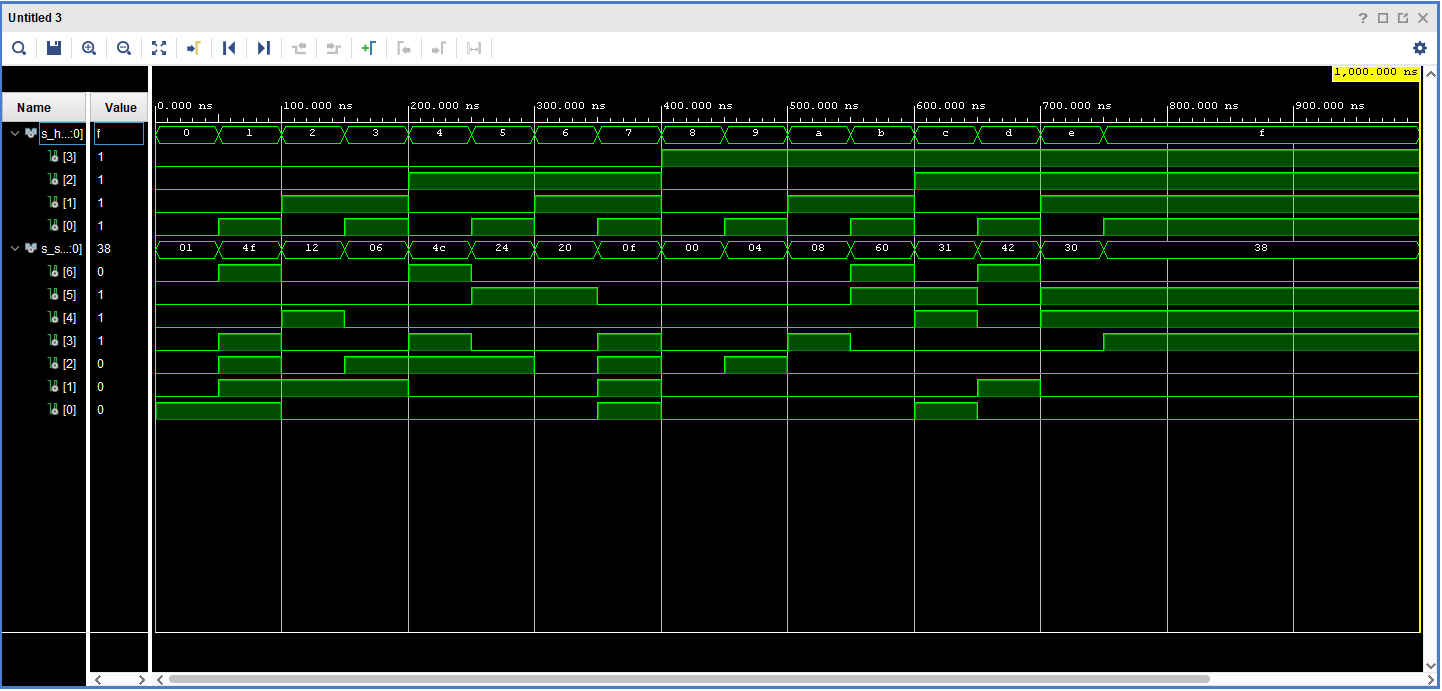 Untitled 3
1,000.000 ns
Name Value
0.000 ns 100.000 ns 200.000 ns 300.000 ns 400.000 ns 500.000 ns 600.000 ns 700.000 ns 800.000 ns 900.000 ns
s_h...:0] f 0 1 2 3 4 5 6 7 8 9 a b c d e f
[3] 1
[2] 1
[1] 1
[0] 1
s_s...:0] 38 01 4f 12 06 4c 24 20 0f 00 04 08 60 31 42 30 38
[6] 0
[5] 1
[4] 1
[3] 1
[2] 0
[1] 0
[0] 0